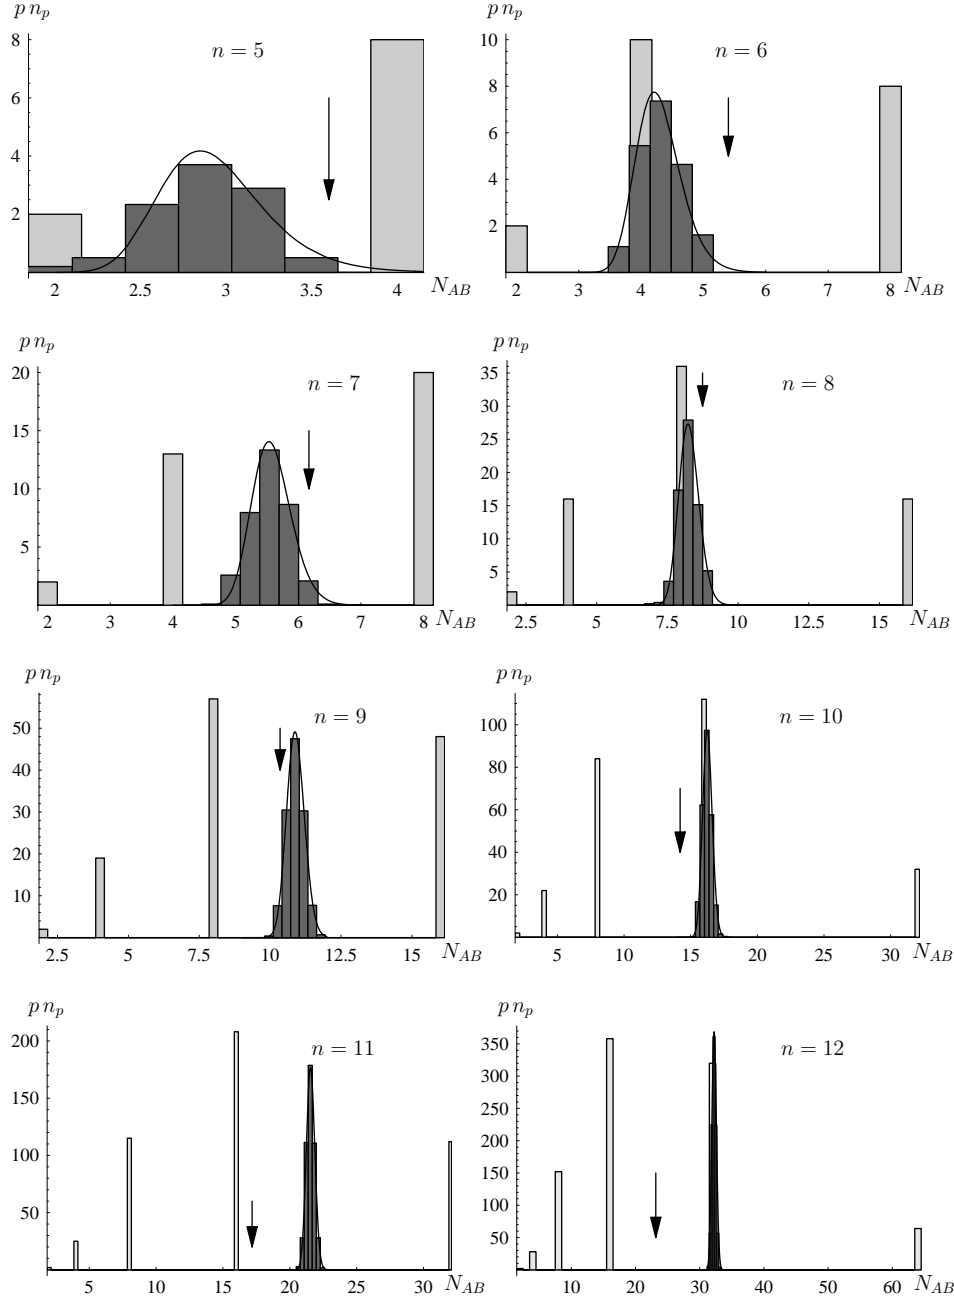 p n_p
n = 5
8
6
4
2
2 2.5 3 3.5 4 N_AB
p n_p
n = 6
10
8
6
4
2
2 3 4 5 6 7 8 N_AB
p n_p
n = 7
20
15
10
5
2 3 4 5 6 7 8 N_AB
p n_p
n = 8
35
30
25
20
15
10
5
2.5 5 7.5 10 12.5 15 N_AB
p n_p
n = 9
50
40
30
20
10
2.5 5 7.5 10 12.5 15 N_AB
p n_p
n = 10
100
80
60
40
20
5 10 15 20 25 30 N_AB
p n_p
n = 11
200
150
100
50
5 10 15 20 25 30 N_AB
p n_p
n = 12
350
300
250
200
150
100
50
10 20 30 40 50 60 N_AB